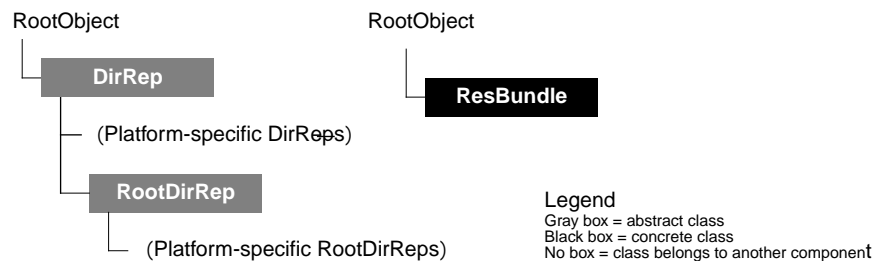 RootObject
DirRep
(Platform-specific DirReps)
RootDirRep
(Platform-specific RootDirReps)
RootObject
ResBundle
Legend
Gray box = abstract class
Black box = concrete class
No box = class belongs to another component